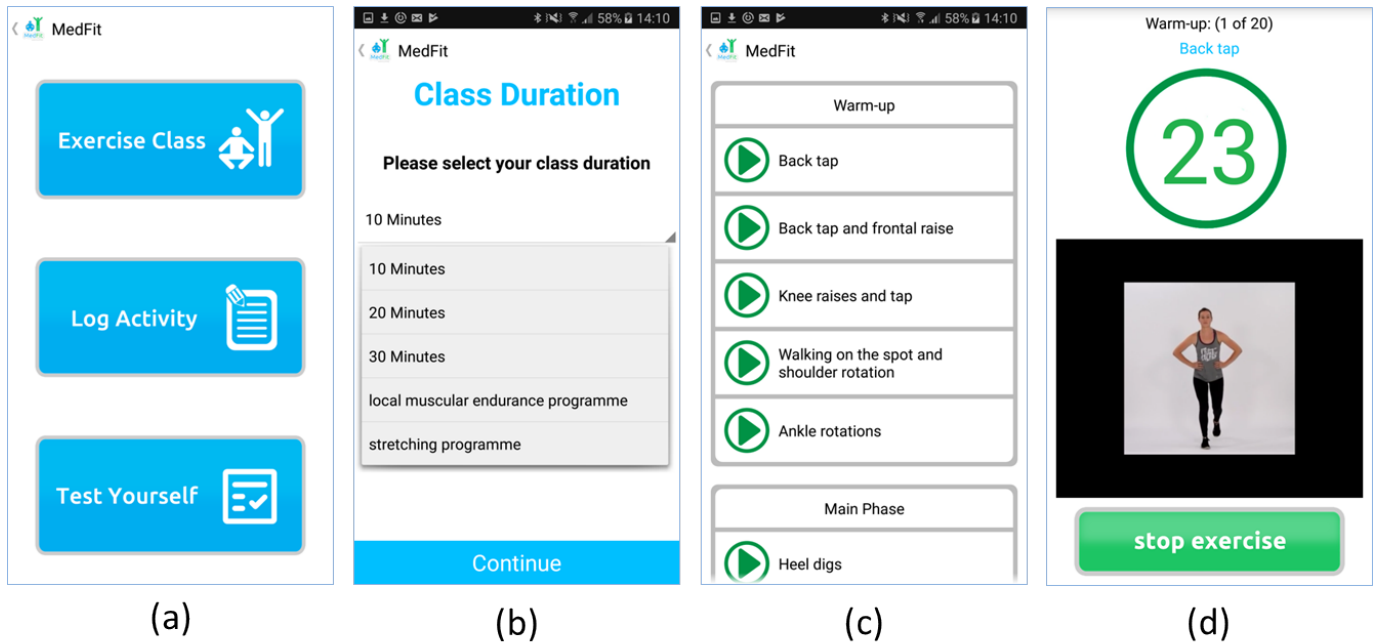 MedFit
Exercise Class
Log Activity
Test Yourself
(a)
58% 14:10
MedFit
Class Duration
Please select your class duration
10 Minutes
10 Minutes
20 Minutes
30 Minutes
local muscular endurance programme
stretching programme
Continue
(b)
58% 14:10
MedFit
Warm-up
Back tap
Back tap and frontal raise
Knee raises and tap
Walking on the spot and
shoulder rotation
Ankle rotations
Main Phase
Heel digs
(c)
Warm-up: (1 of 20)
Back tap
23
stop exercise
(d)